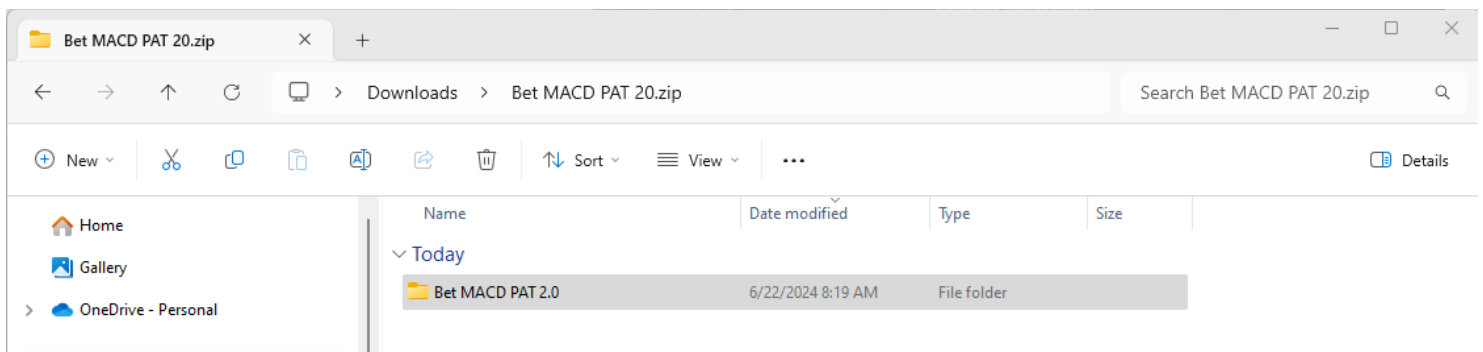 Bet MACD PAT 20.zip
Downloads > Bet MACD PAT 20.zip Search Bet MACD PAT 20.zip
New Sort View ... Details
Name Date modified Type Size
Home
Today
Gallery
Bet MACD PAT 2.0 6/22/2024 8:19 AM File folder
OneDrive - Personal